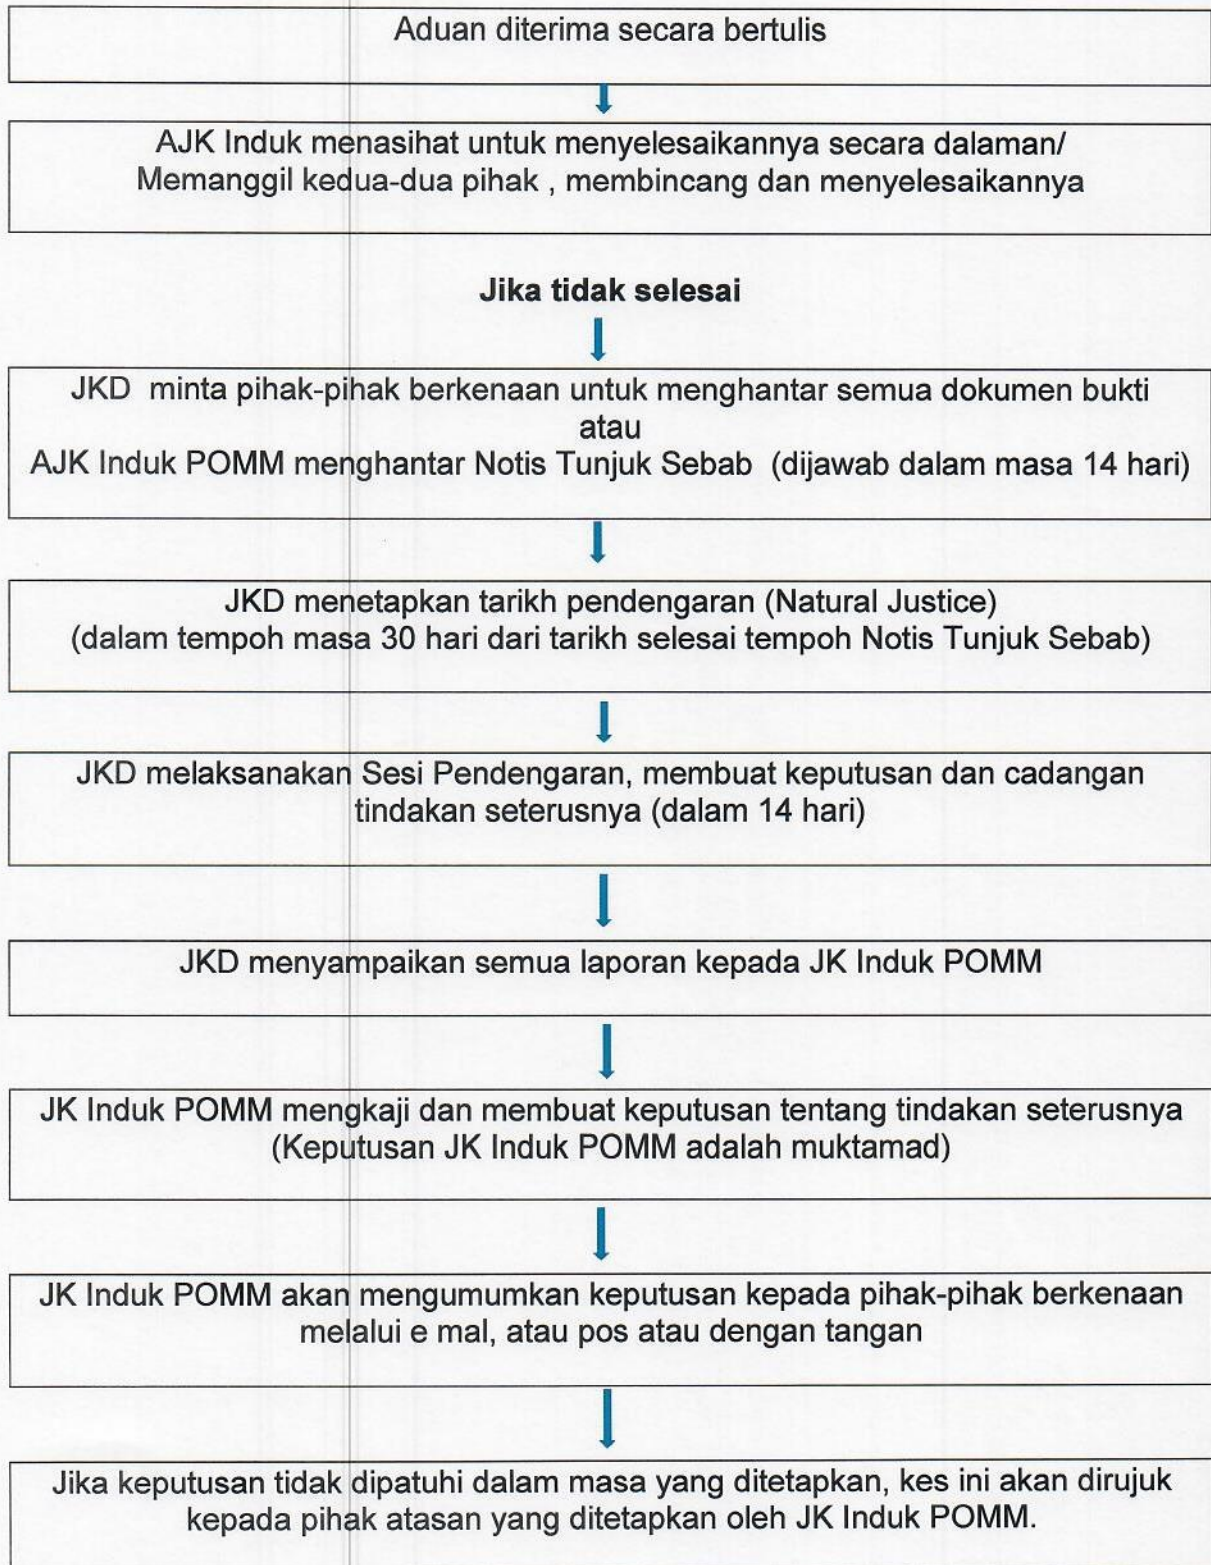 Aduan diterima secara bertulis
AJK Induk menasihat untuk menyelesaikannya secara dalaman/
Memanggil kedua-dua pihak , membincang dan menyelesaikannya
Jika tidak selesai
JKD minta pihak-pihak berkenaan untuk menghantar semua dokumen bukti
atau
AJK Induk POMM menghantar Notis Tunjuk Sebab (dijawab dalam masa 14 hari)
JKD menetapkan tarikh pendengaran (Natural Justice)
(dalam tempoh masa 30 hari dari tarikh selesai tempoh Notis Tunjuk Sebab)
JKD melaksanakan Sesi Pendengaran, membuat keputusan dan cadangan
tindakan seterusnya (dalam 14 hari)
JKD menyampaikan semua laporan kepada JK Induk POMM
JK Induk POMM mengkaji dan membuat keputusan tentang tindakan seterusnya
(Keputusan JK Induk POMM adalah muktamad)
JK Induk POMM akan mengumumkan keputusan kepada pihak-pihak berkenaan
melalui e mal, atau pos atau dengan tangan
Jika keputusan tidak dipatuhi dalam masa yang ditetapkan, kes ini akan dirujuk
kepada pihak atasan yang ditetapkan oleh JK Induk POMM.